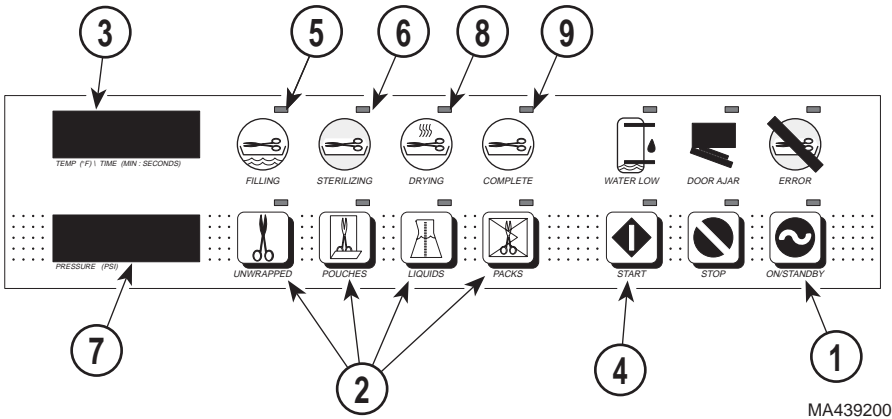 3 5 6 8 9
TEMP (°F) \ TIME (MIN : SECONDS)
FILLING STERILIZING DRYING COMPLETE WATER LOW DOOR AJAR ERROR
PRESSURE (PSI)
UNWRAPPED POUCHES LIQUIDS PACKS START STOP ON/STANDBY
7 2 4 1
MA439200